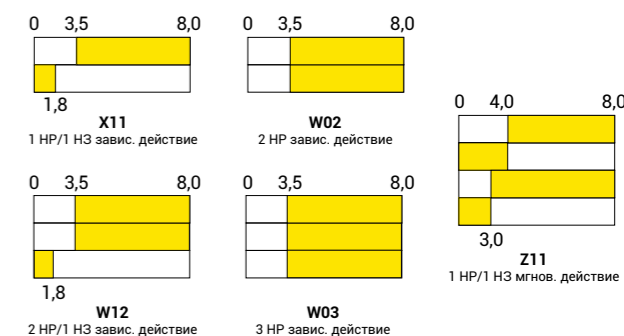 0 3,5 8,0
1,8
X11
1 НР/1 НЗ завис. действие
0 3,5 8,0
W02
2 НР завис. действие
0 4,0 8,0
3,0
Z11
1 НР/1 НЗ мгнов. действие
0 3,5 8,0
1,8
W12
2 НР/1 НЗ завис. действие
0 3,5 8,0
W03
3 НР завис. действие